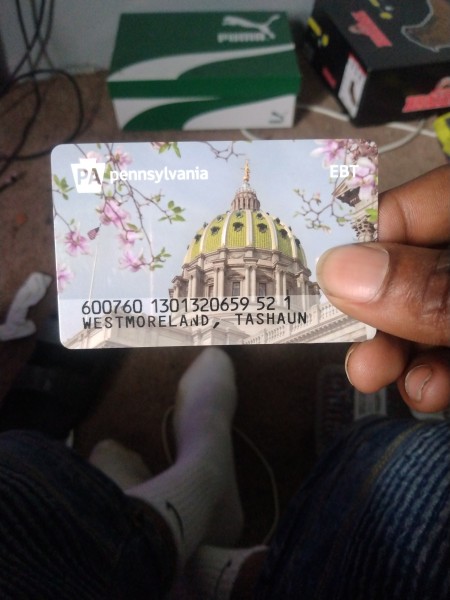 PUMA
PA pennsylvania
EBT
600760 1301320659 52 1
WESTMORELAND, TASHAUN